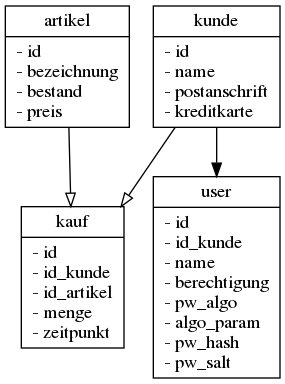 artikel
- id
- bezeichnung
- bestand
- preis
kunde
- id
- name
- postanschrift
- kreditkarte
kauf
- id
- id_kunde
- id_artikel
- menge
- zeitpunkt
user
- id
- id_kunde
- name
- berechtigung
- pw_algo
- algo_param
- pw_hash
- pw_salt